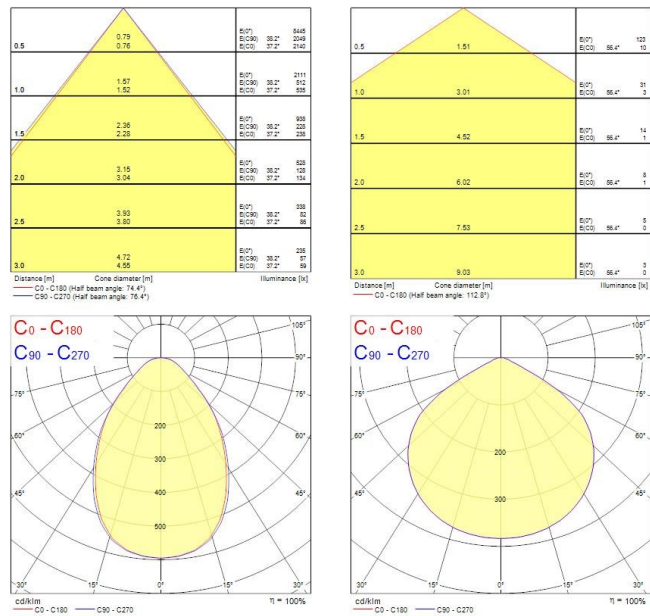 0.79
0.76
0.5
E(0°) 8445
E(C90) 38.2° 2049
E(C0) 37.2° 2140
1.57
1.52
1.0
E(0°) 2111
E(C90) 38.2° 512
E(C0) 37.2° 535
2.36
2.28
1.5
E(0°) 938
E(C90) 38.2° 228
E(C0) 37.2° 238
3.15
3.04
2.0
E(0°) 528
E(C90) 38.2° 128
E(C0) 37.2° 134
3.93
3.80
2.5
E(0°) 338
E(C90) 38.2° 82
E(C0) 37.2° 86
4.72
4.55
3.0
E(0°) 235
E(C90) 38.2° 57
E(C0) 37.2° 59
Distance [m] Cone diameter [m] Illuminance [lx]
C0 - C180 (Half beam angle: 74.4°)
C90 - C270 (Half beam angle: 76.4°)
0.5 1.51
E(0°) 123
E(C0) 56.4° 10
1.0 3.01
E(0°) 31
E(C0) 56.4° 3
1.5 4.52
E(0°) 14
E(C0) 56.4° 1
2.0 6.02
E(0°) 8
E(C0) 56.4° 1
2.5 7.53
E(0°) 5
E(C0) 56.4° 0
3.0 9.03
E(0°) 3
E(C0) 56.4° 0
Distance [m] Cone diameter [m] Illuminance [lx]
C0 - C180 (Half beam angle: 112.8°)
C0 - C180
C90 - C270
105°
90°
75° 75°
60° 60°
45° 45°
200
300
400
500
30° 15° 0° 15° 30°
cd/klm η = 100%
C0 - C180 C90 - C270
C0 - C180
C90 - C270
105°
90°
75° 75°
60° 60°
45° 45°
200
300
30° 15° 0° 15° 30°
cd/klm η = 100%
C0 - C180 C90 - C270